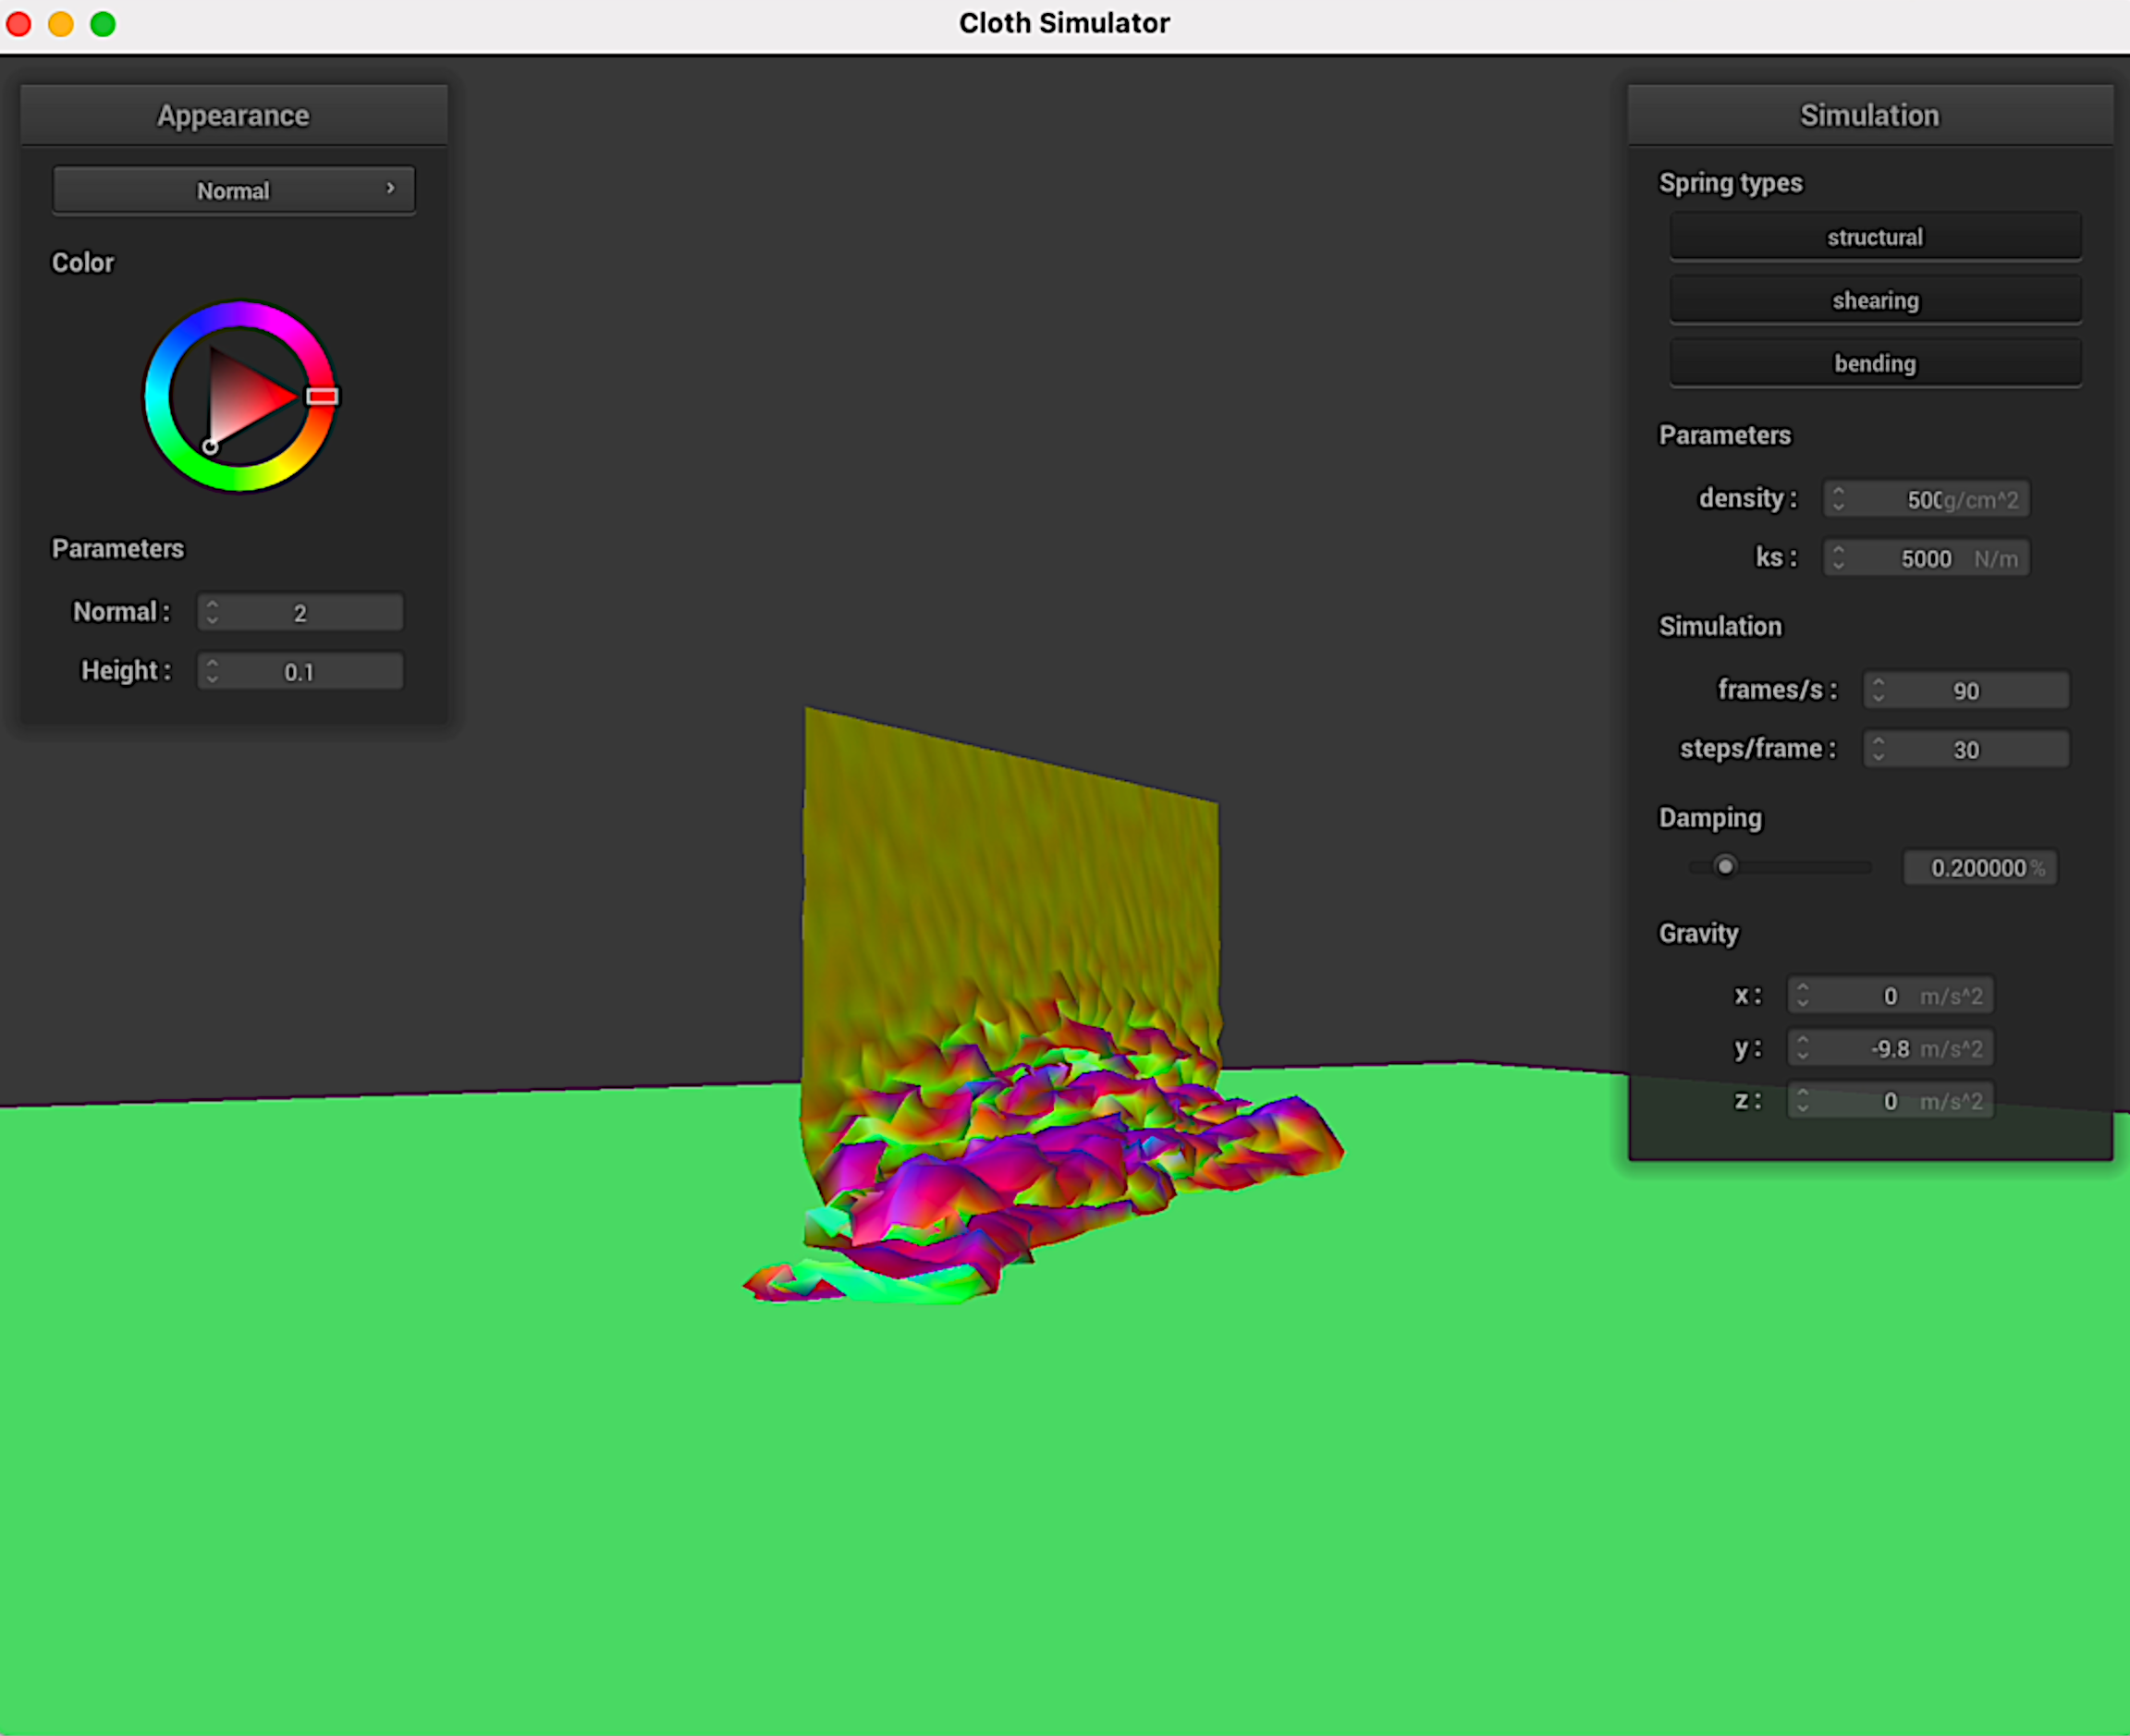 Cloth Simulator
Appearance
Normal
Color
Parameters
Normal :
2
Height :
0.1
Simulation
Spring types
structural
shearing
bending
Parameters
density :
500 g/cm^2
ks :
5000 N/m
Simulation
frames/s :
90
steps/frame :
30
Damping
0.200000 %
Gravity
x :
0 m/s^2
y :
-9.8 m/s^2
z :
0 m/s^2